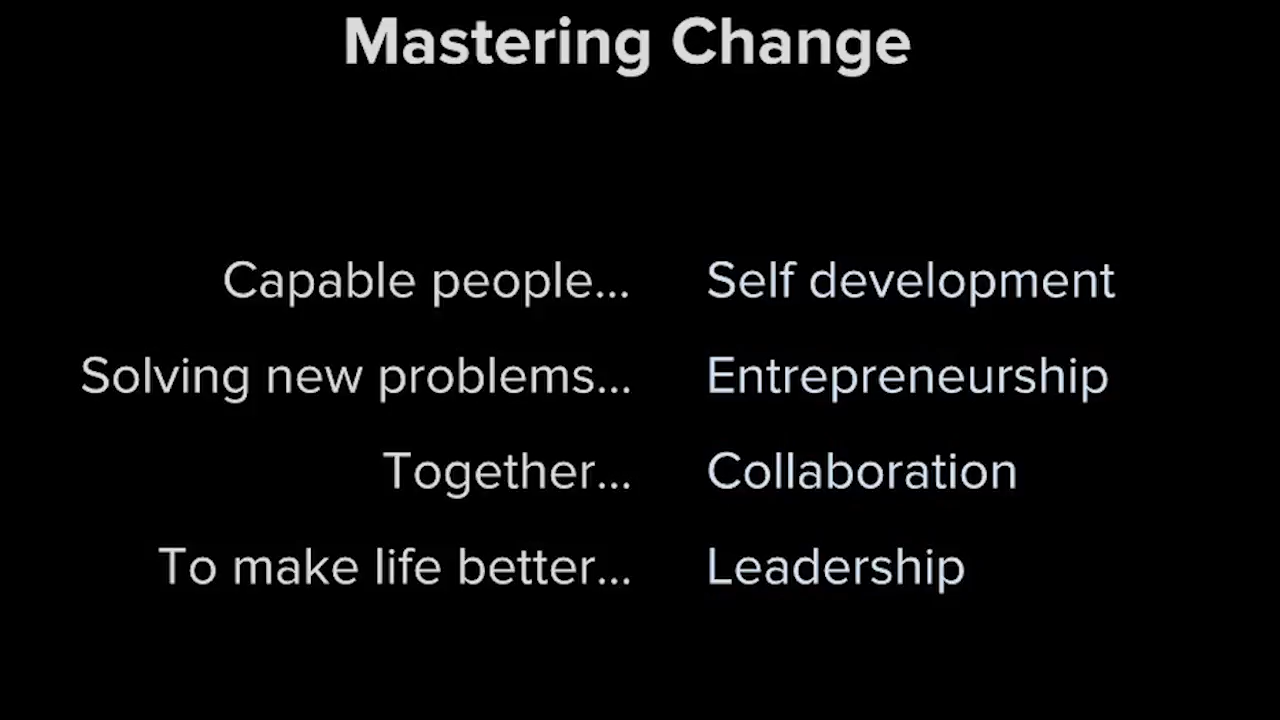 Mastering Change
Capable people... Self development
Solving new problems... Entrepreneurship
Together... Collaboration
To make life better... Leadership